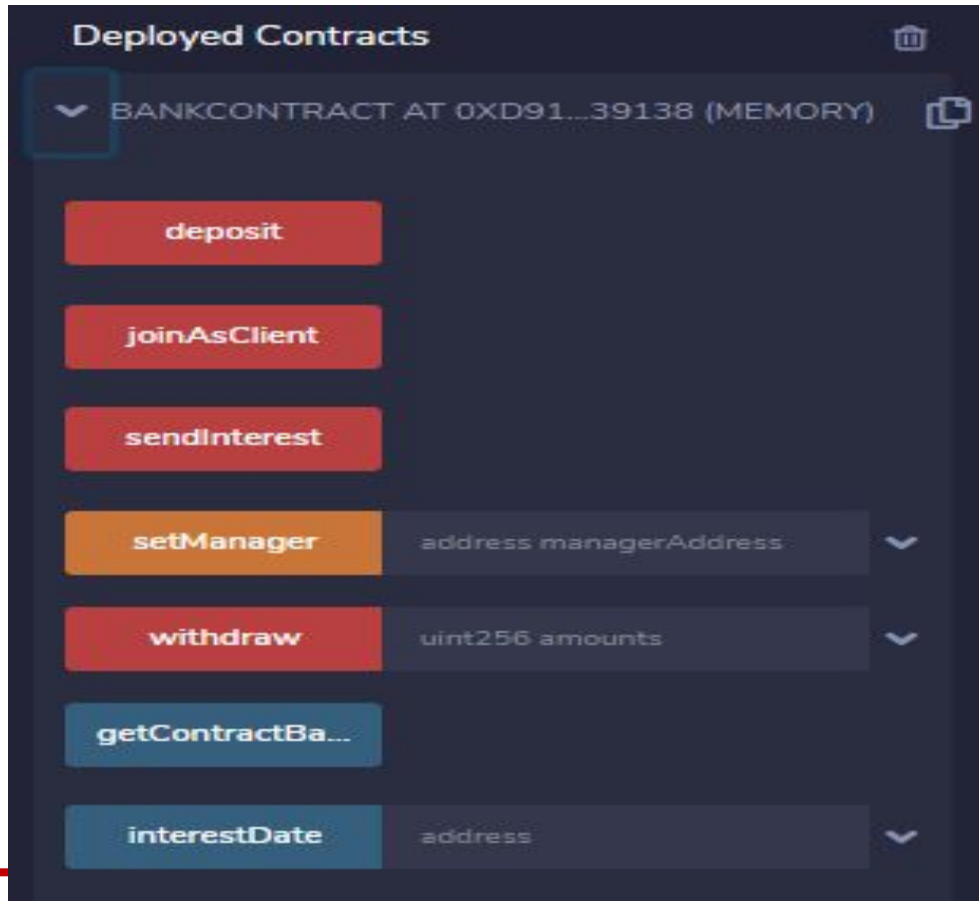 Deployed Contracts
BANKCONTRACT AT 0XD91...39138 (MEMORY)
deposit
joinAsClient
sendInterest
setManager address managerAddress
withdraw uint256 amounts
getContractBa...
interestDate address